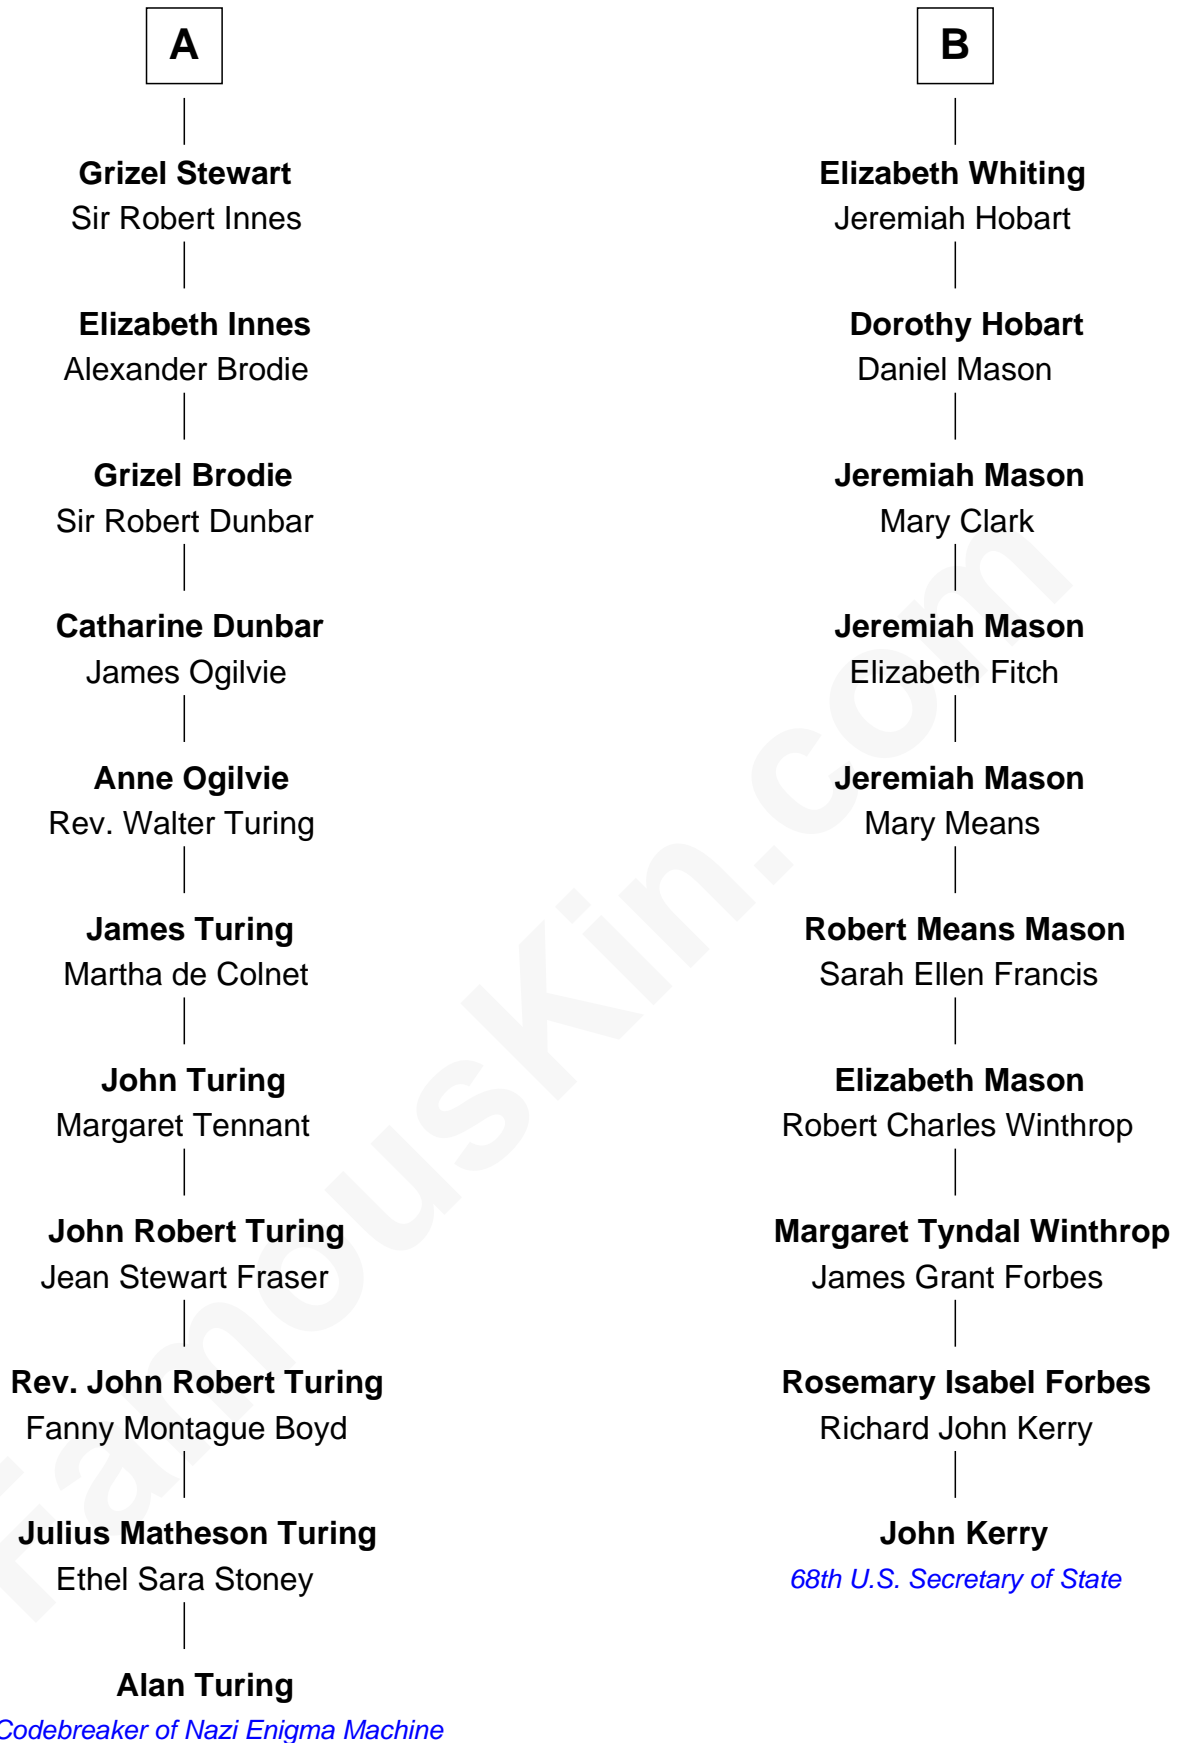 A
Grizel Stewart
Sir Robert Innes
Elizabeth Innes
Alexander Brodie
Grizel Brodie
Sir Robert Dunbar
Catharine Dunbar
James Ogilvie
Anne Ogilvie
Rev. Walter Turing
James Turing
Martha de Colnet
John Turing
Margaret Tennant
John Robert Turing
Jean Stewart Fraser
Rev. John Robert Turing
Fanny Montague Boyd
Julius Matheson Turing
Ethel Sara Stoney
Alan Turing
Codebreaker of Nazi Enigma Machine
B
Elizabeth Whiting
Jeremiah Hobart
Dorothy Hobart
Daniel Mason
Jeremiah Mason
Mary Clark
Jeremiah Mason
Elizabeth Fitch
Jeremiah Mason
Mary Means
Robert Means Mason
Sarah Ellen Francis
Elizabeth Mason
Robert Charles Winthrop
Margaret Tyndal Winthrop
James Grant Forbes
Rosemary Isabel Forbes
Richard John Kerry
John Kerry
68th U.S. Secretary of State
FamousKin.com